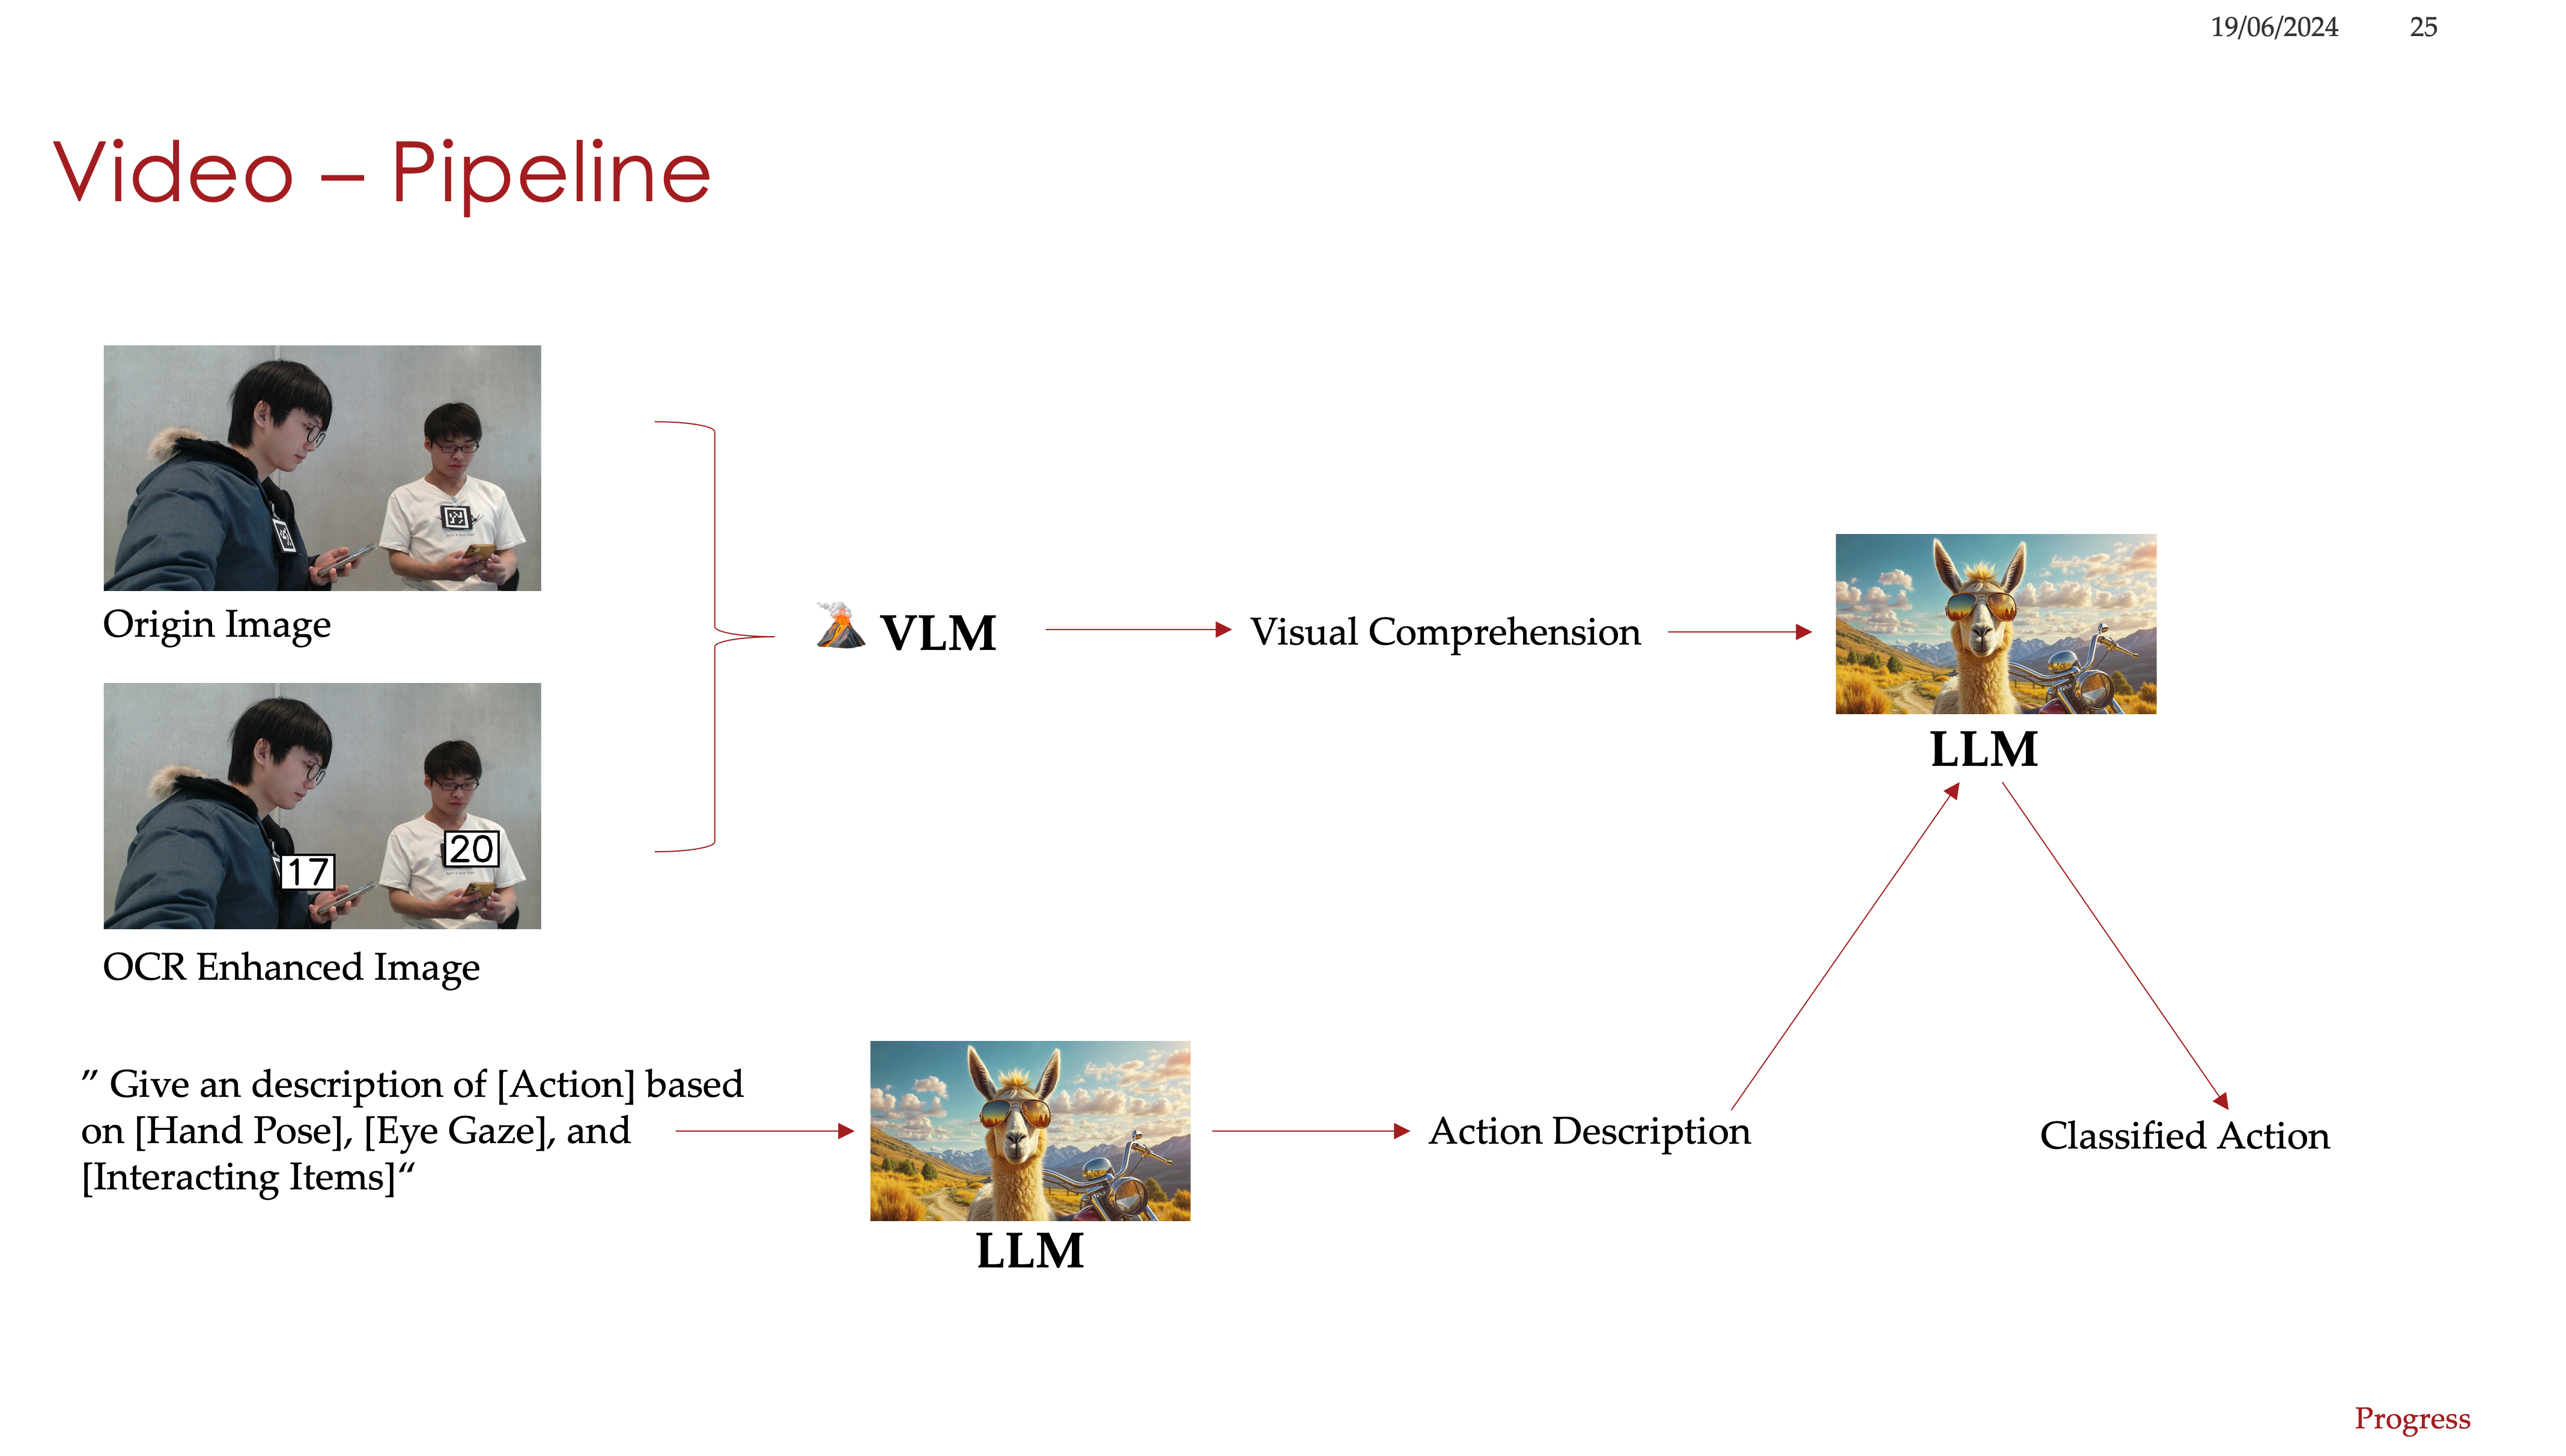 19/06/2024 25
Video – Pipeline
Origin Image
17
20
OCR Enhanced Image
VLM
Visual Comprehension
LLM
” Give an description of [Action] based
on [Hand Pose], [Eye Gaze], and
[Interacting Items]“
LLM
Action Description
Classified Action
Progress